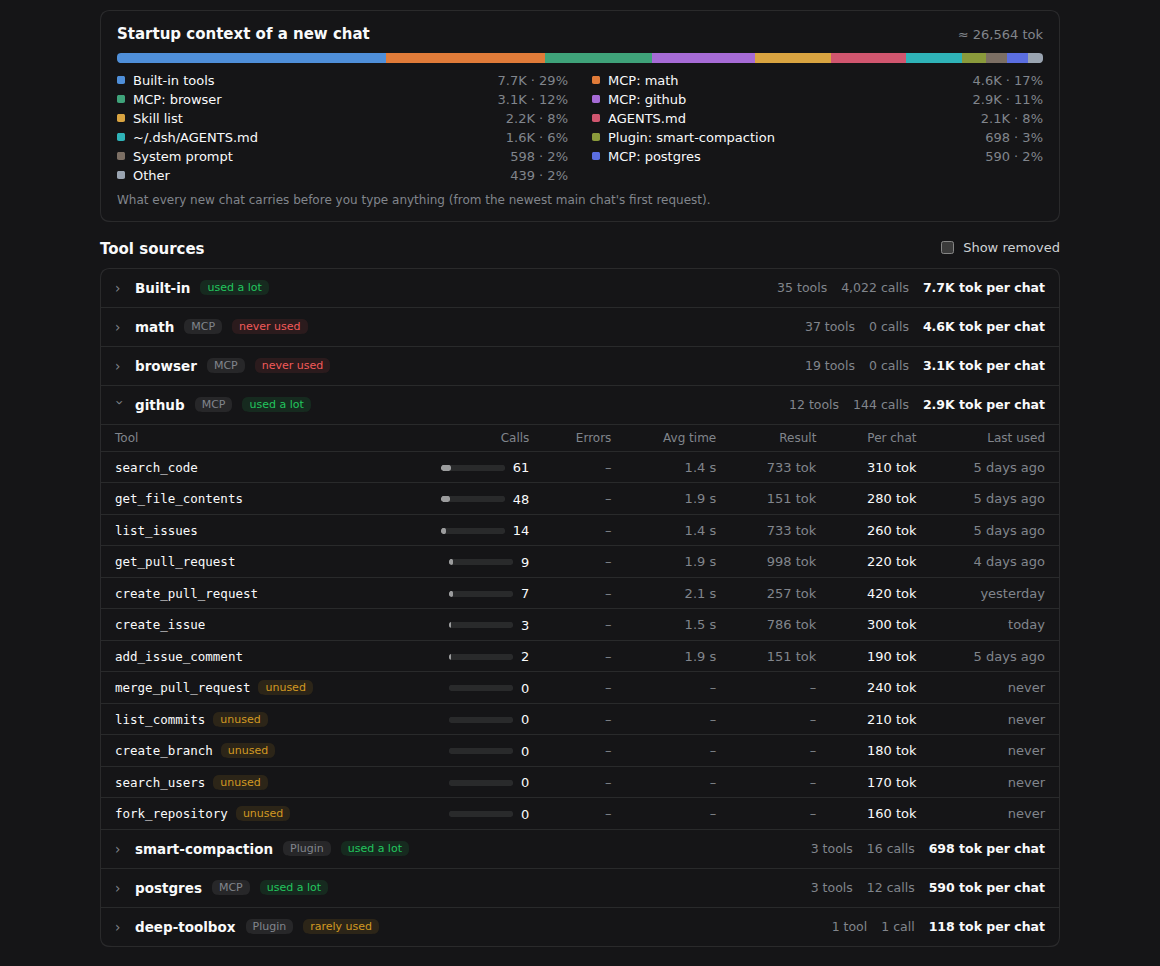 Startup context of a new chat ≈ 26,564 tok
Built-in tools 7.7K · 29% MCP: math 4.6K · 17%
MCP: browser 3.1K · 12% MCP: github 2.9K · 11%
Skill list 2.2K · 8% AGENTS.md 2.1K · 8%
~/.dsh/AGENTS.md 1.6K · 6% Plugin: smart-compaction 698 · 3%
System prompt 598 · 2% MCP: postgres 590 · 2%
Other 439 · 2%
What every new chat carries before you type anything (from the newest main chat's first request).
Tool sources Show removed
› Built-in used a lot 35 tools 4,022 calls 7.7K tok per chat
› math MCP never used 37 tools 0 calls 4.6K tok per chat
› browser MCP never used 19 tools 0 calls 3.1K tok per chat
› github MCP used a lot 12 tools 144 calls 2.9K tok per chat
Tool Calls Errors Avg time Result Per chat Last used
search_code 61 – 1.4 s 733 tok 310 tok 5 days ago
get_file_contents 48 – 1.9 s 151 tok 280 tok 5 days ago
list_issues 14 – 1.4 s 733 tok 260 tok 5 days ago
get_pull_request 9 – 1.9 s 998 tok 220 tok 4 days ago
create_pull_request 7 – 2.1 s 257 tok 420 tok yesterday
create_issue 3 – 1.5 s 786 tok 300 tok today
add_issue_comment 2 – 1.9 s 151 tok 190 tok 5 days ago
merge_pull_request unused 0 – – – 240 tok never
list_commits unused 0 – – – 210 tok never
create_branch unused 0 – – – 180 tok never
search_users unused 0 – – – 170 tok never
fork_repository unused 0 – – – 160 tok never
› smart-compaction Plugin used a lot 3 tools 16 calls 698 tok per chat
› postgres MCP used a lot 3 tools 12 calls 590 tok per chat
› deep-toolbox Plugin rarely used 1 tool 1 call 118 tok per chat